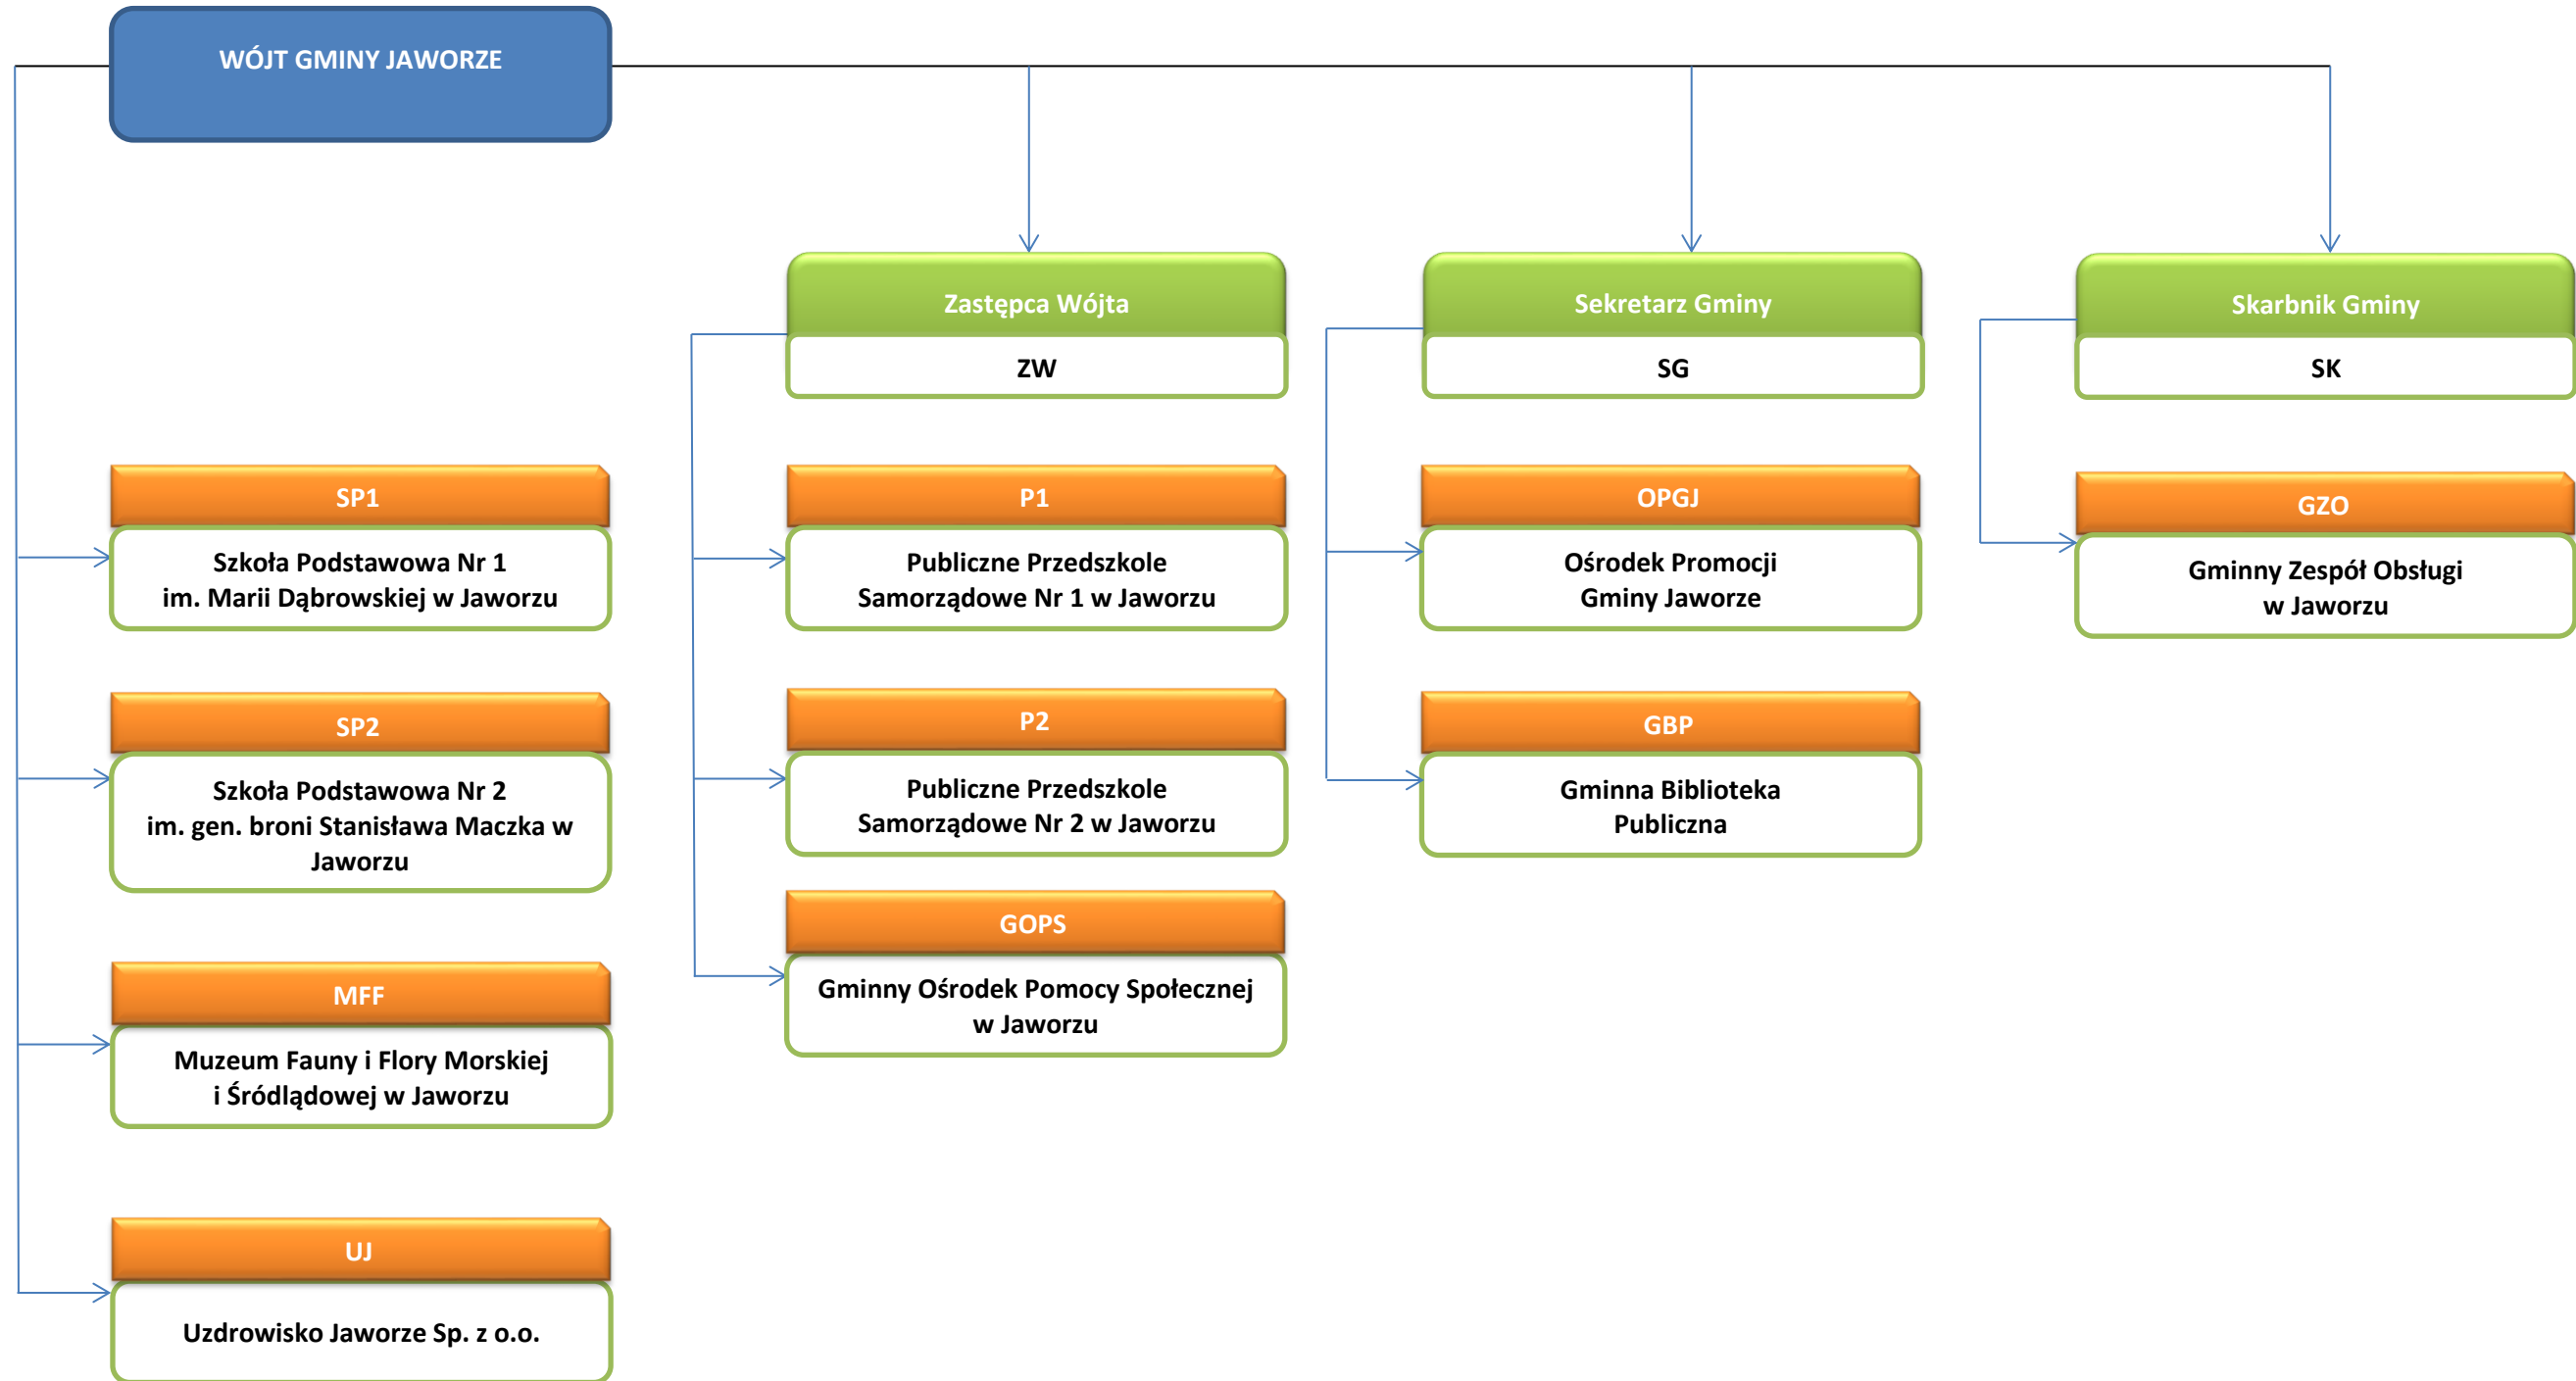 WÓJT GMINY JAWORZE
Zastępca Wójta
ZW
Sekretarz Gminy
SG
Skarbnik Gminy
SK
SP1
Szkoła Podstawowa Nr 1
im. Marii Dąbrowskiej w Jaworzu
SP2
Szkoła Podstawowa Nr 2
im. gen. broni Stanisława Maczka w
Jaworzu
MFF
Muzeum Fauny i Flory Morskiej
i Śródlądowej w Jaworzu
UJ
Uzdrowisko Jaworze Sp. z o.o.
P1
Publiczne Przedszkole
Samorządowe Nr 1 w Jaworzu
P2
Publiczne Przedszkole
Samorządowe Nr 2 w Jaworzu
GOPS
Gminny Ośrodek Pomocy Społecznej
w Jaworzu
OPGJ
Ośrodek Promocji
Gminy Jaworze
GBP
Gminna Biblioteka
Publiczna
GZO
Gminny Zespół Obsługi
w Jaworzu